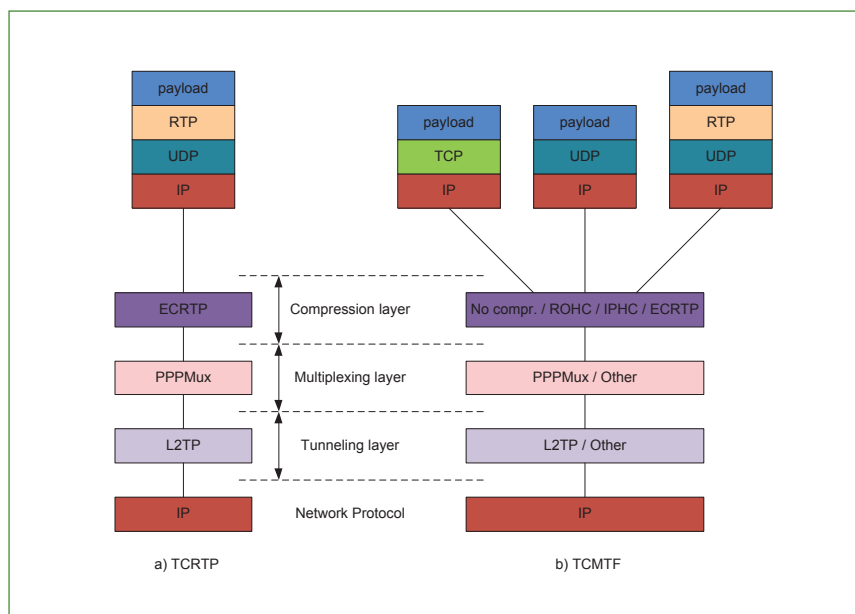 payload
RTP
UDP
IP
payload
TCP
IP
payload
UDP
IP
payload
RTP
UDP
IP
ECRTP
Compression layer
No compr. / ROHC / IPHC / ECRTP
PPPMux
Multiplexing layer
PPPMux / Other
L2TP
Tunneling layer
L2TP / Other
IP
Network Protocol
IP
a) TCRTP
b) TCMTF